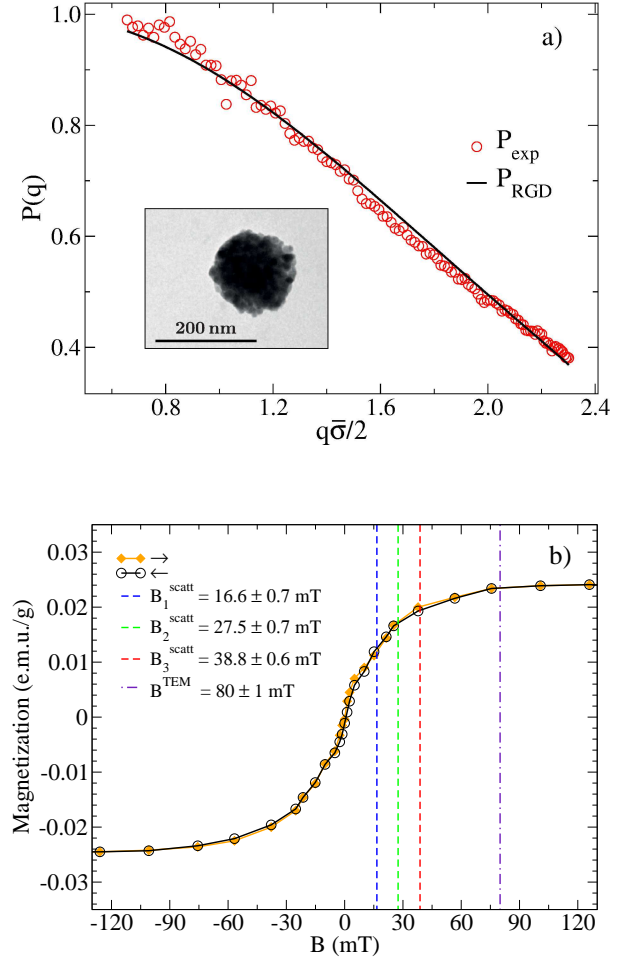 1.0
0.8
0.6
0.4
P(q)
a)
P_exp
P_RGD
200 nm
0.8 1.2 1.6 2.0 2.4
qσ̅/2
0.03
0.02
0.01
0
-0.01
-0.02
-0.03
Magnetization (e.m.u./g)
b)
→
←
B₁^scatt = 16.6 ± 0.7 mT
B₂^scatt = 27.5 ± 0.7 mT
B₃^scatt = 38.8 ± 0.6 mT
B^TEM = 80 ± 1 mT
-120 -90 -60 -30 0 30 60 90 120
B (mT)